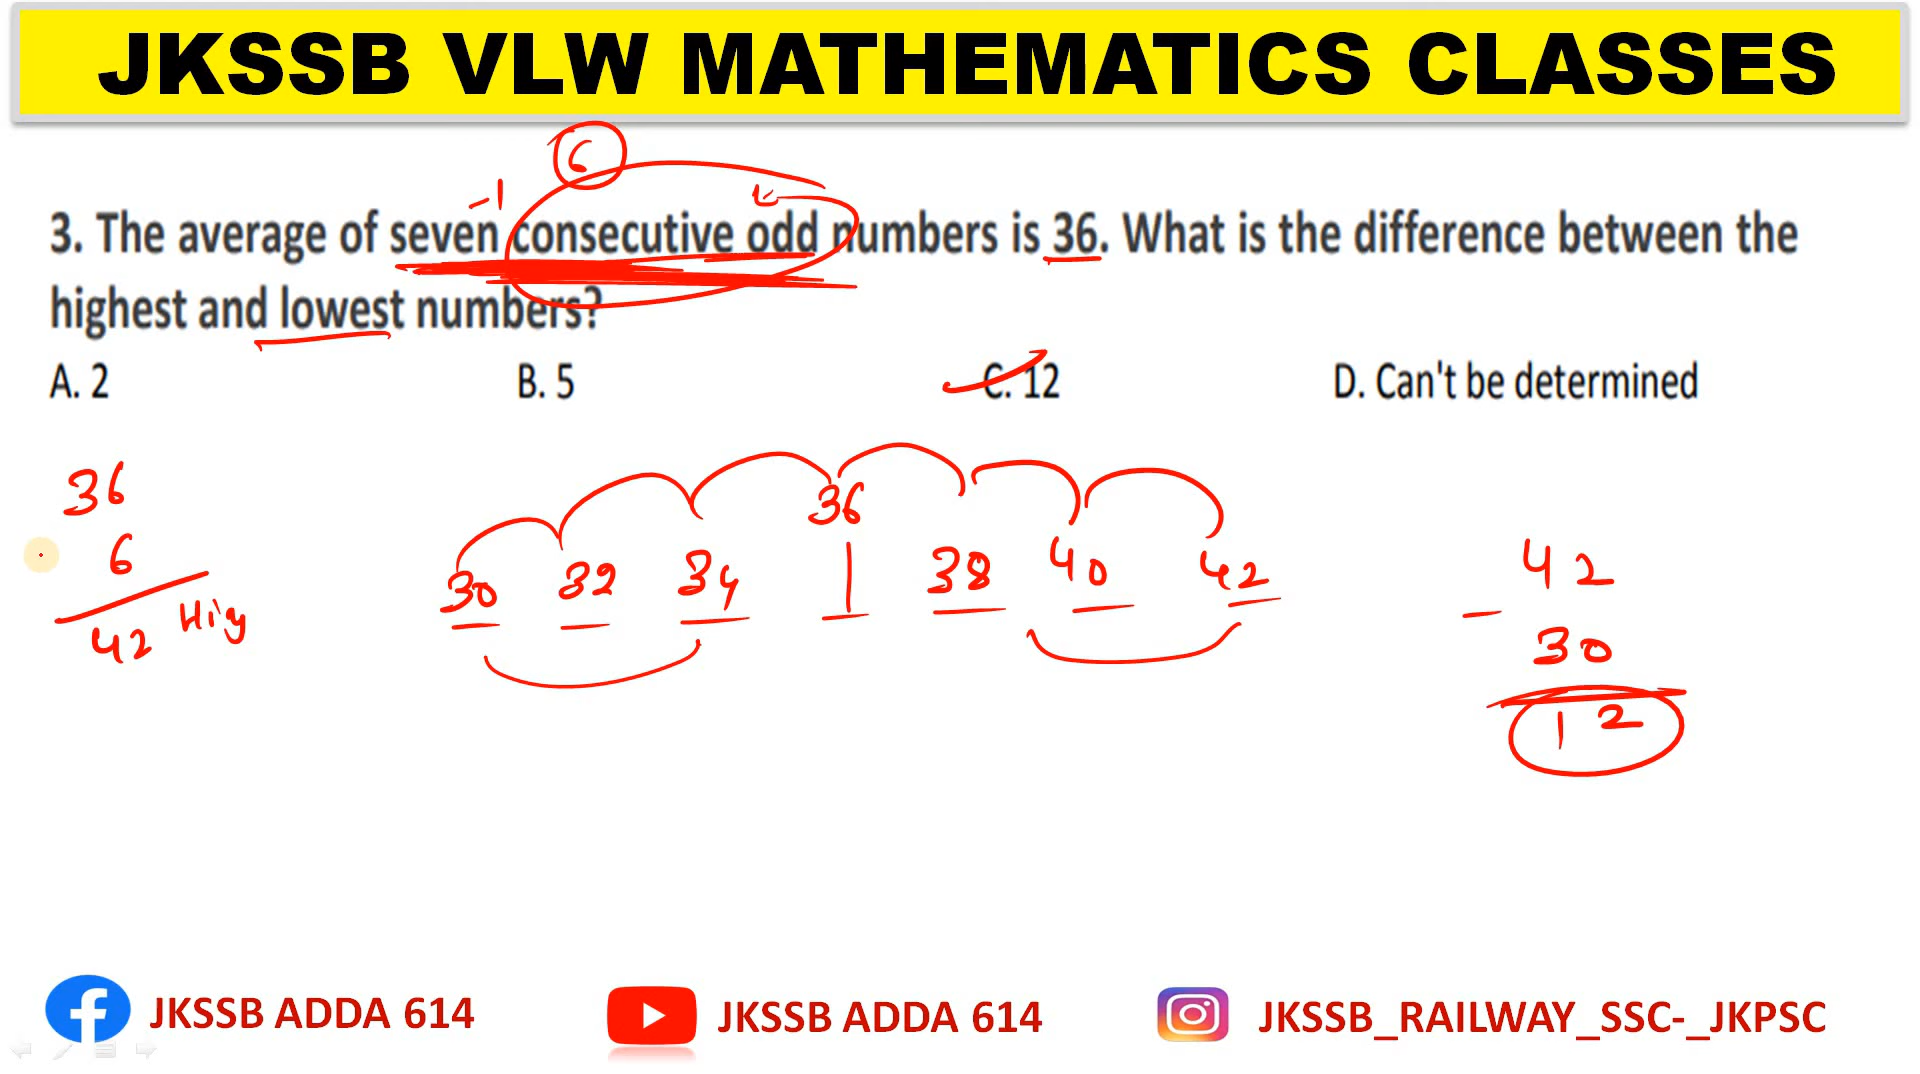 JKSSB VLW MATHEMATICS CLASSES
6
-1
3. The average of seven consecutive odd numbers is 36. What is the difference between the
highest and lowest numbers?
A. 2 B. 5 C. 12 D. Can't be determined
36
6
42 Hig
36
30 32 34 38 40 42
42
- 30
12
JKSSB ADDA 614 JKSSB ADDA 614 JKSSB_RAILWAY_SSC-_JKPSC